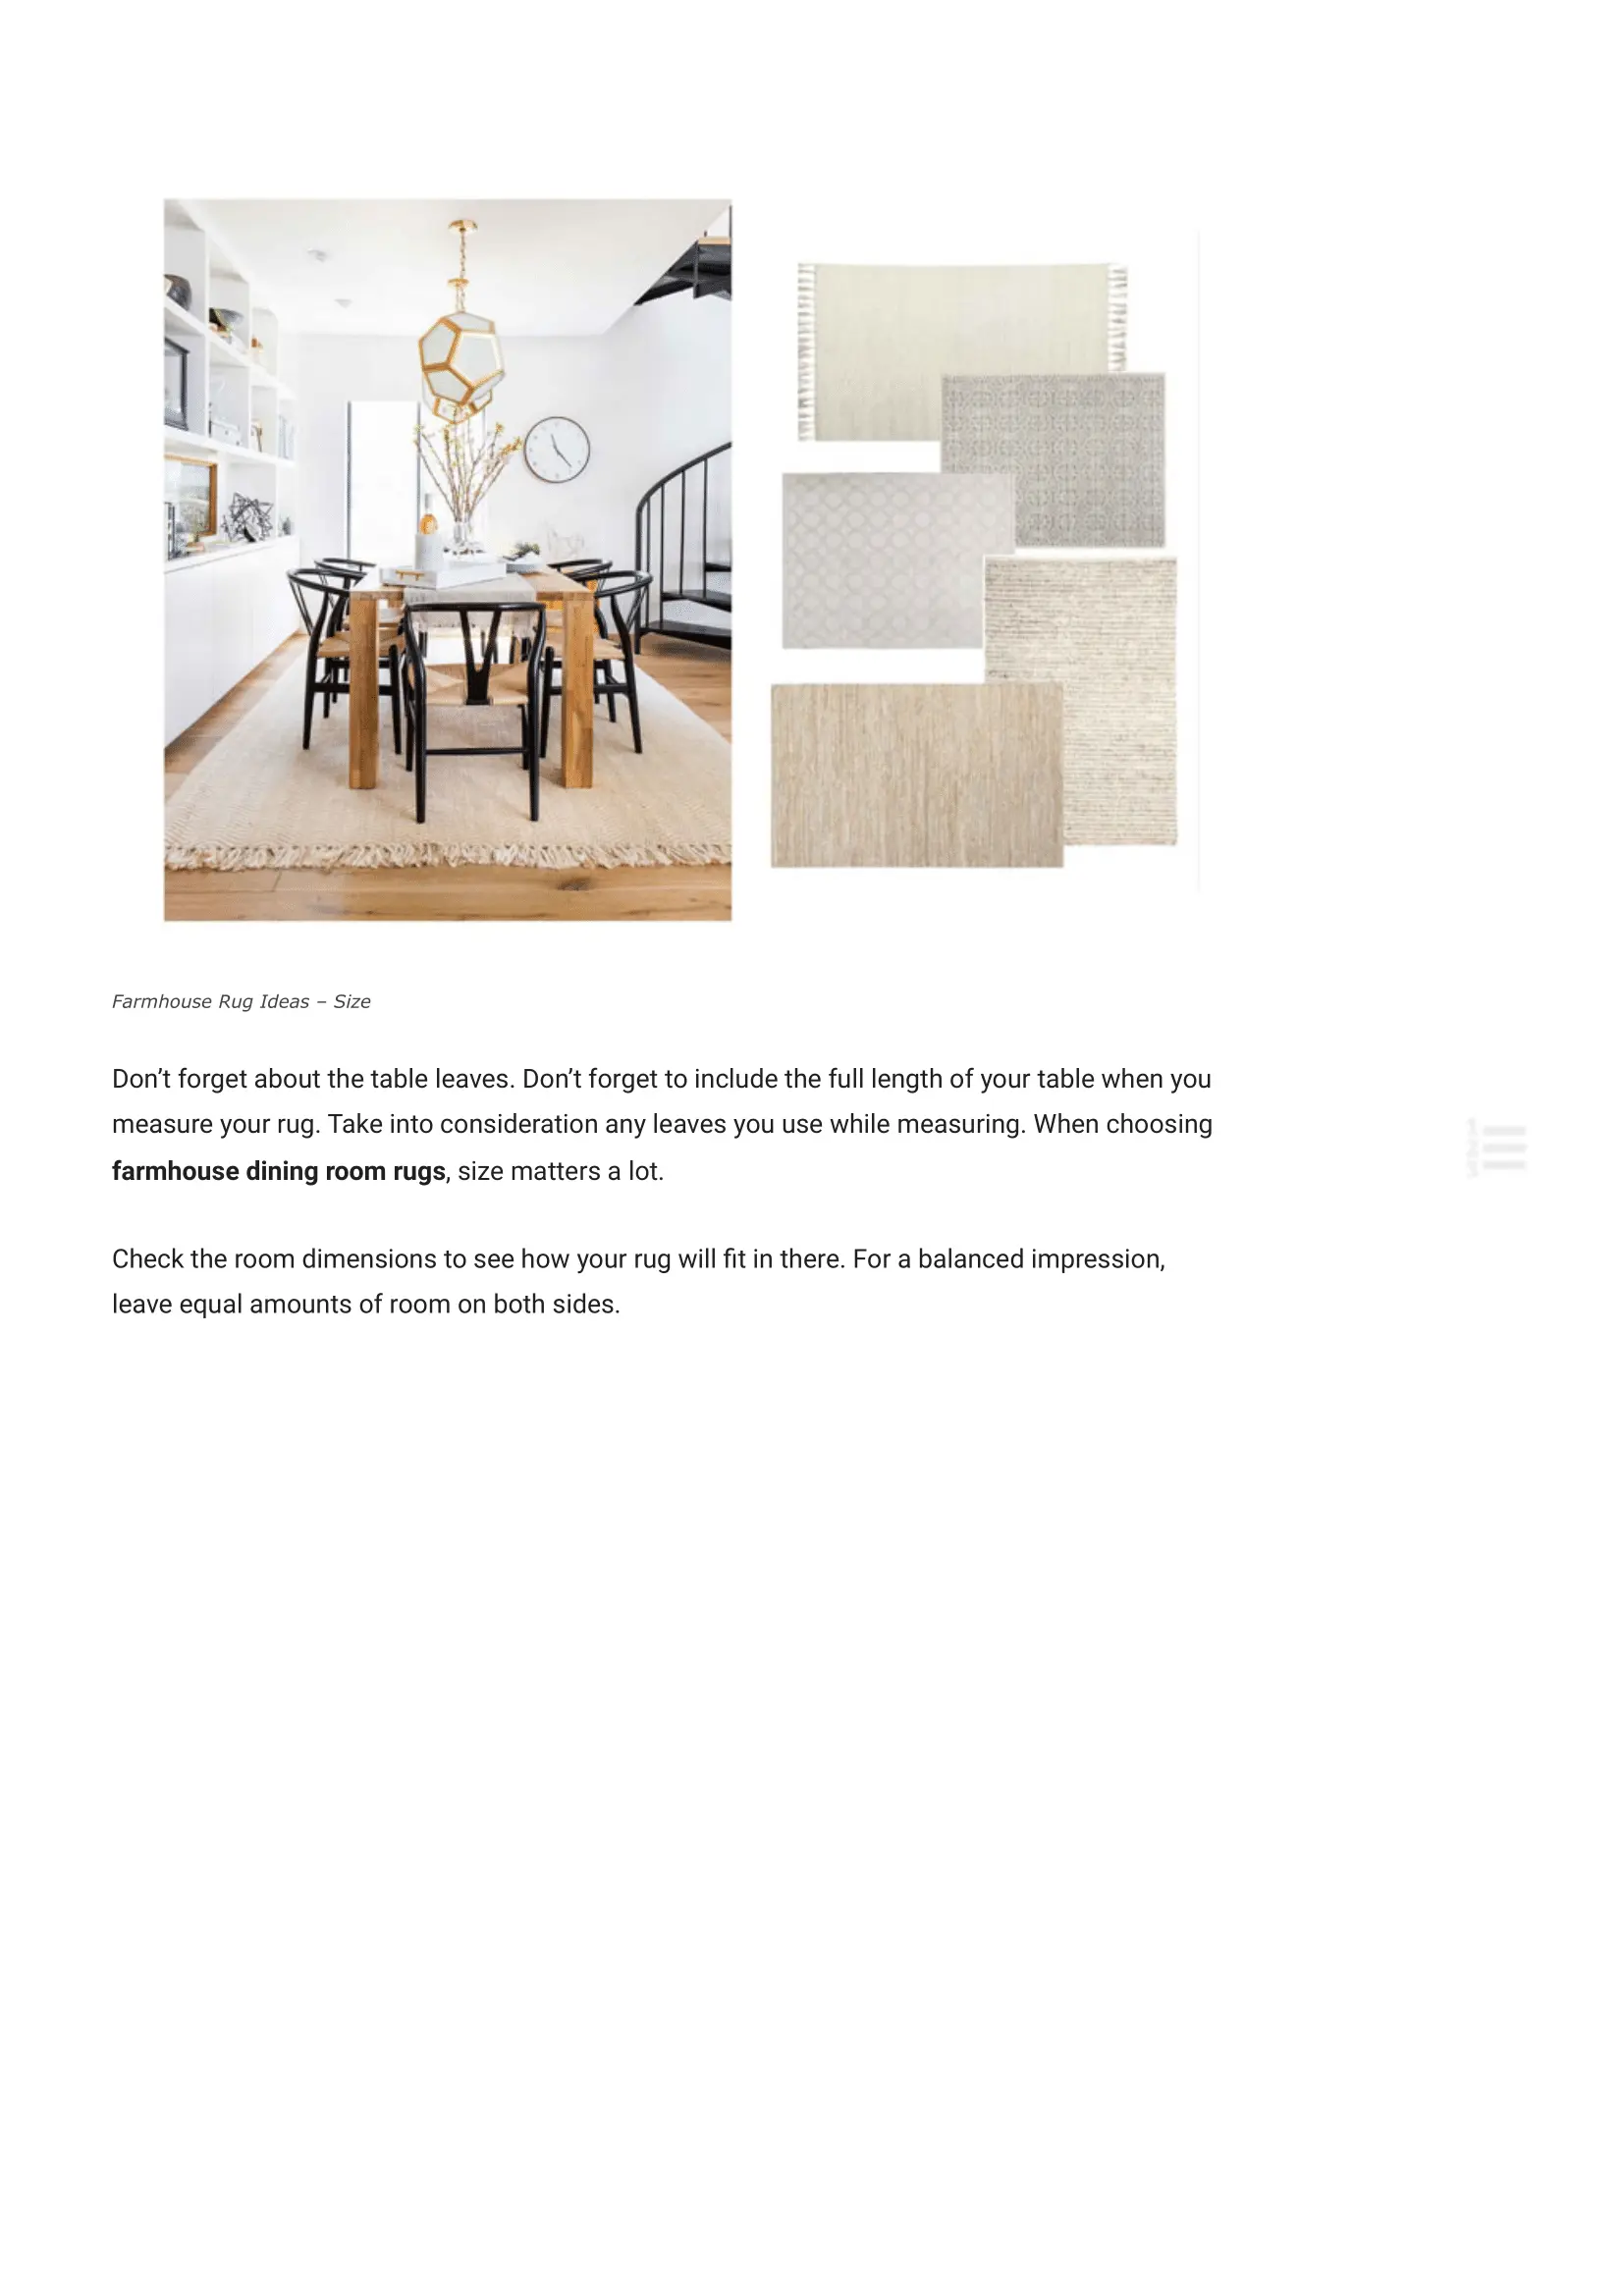 Farmhouse Rug Ideas – Size
Don’t forget about the table leaves. Don’t forget to include the full length of your table when you
measure your rug. Take into consideration any leaves you use while measuring. When choosing
farmhouse dining room rugs, size matters a lot.
Check the room dimensions to see how your rug will fit in there. For a balanced impression,
leave equal amounts of room on both sides.